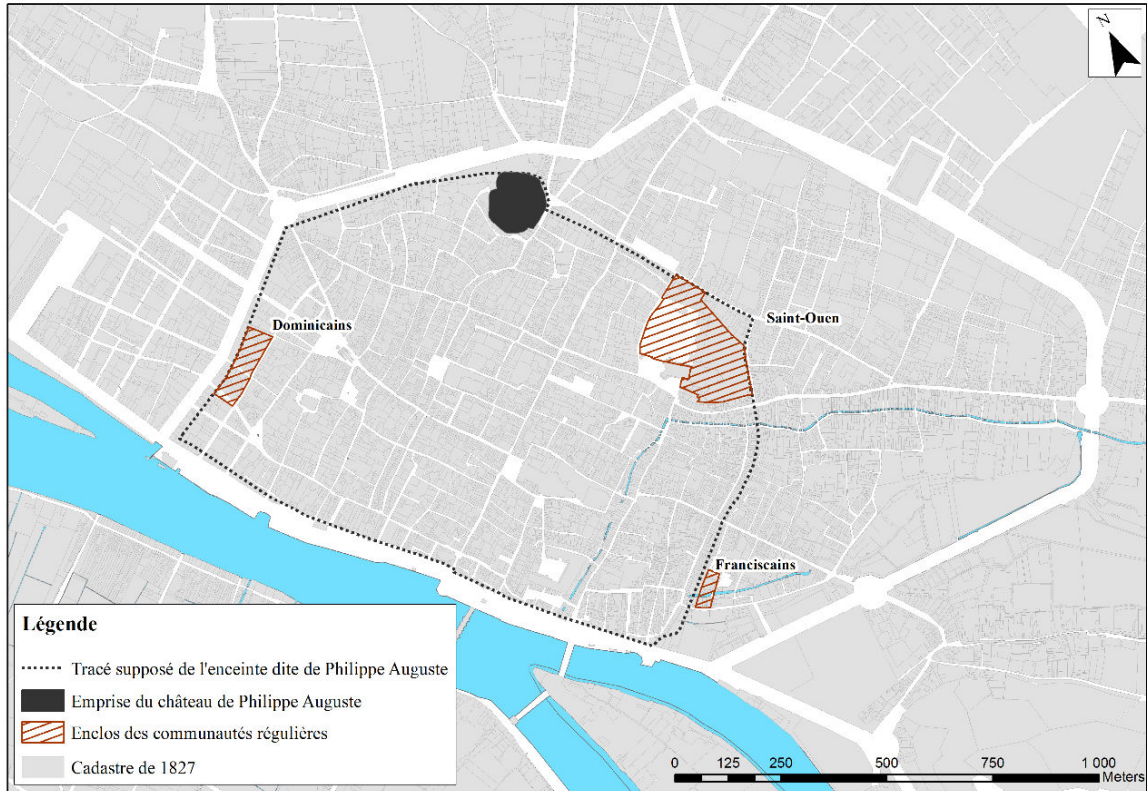 N
Saint-Ouen
Dominicains
Franciscains
Légende
Tracé supposé de l'enceinte dite de Philippe Auguste
Emprise du château de Philippe Auguste
Enclos des communautés régulières
Cadastre de 1827
0 125 250 500 750 1 000
Meters